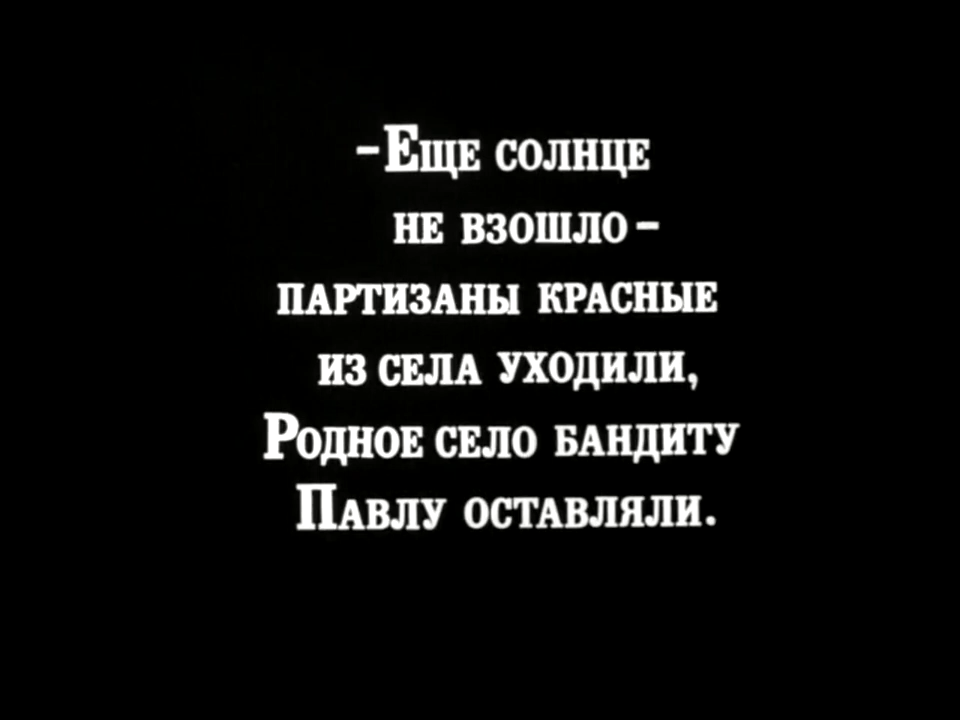 –Еще солнце
не взошло–
партизаны красные
из села уходили,
Родное село бандиту
Павлу оставляли.